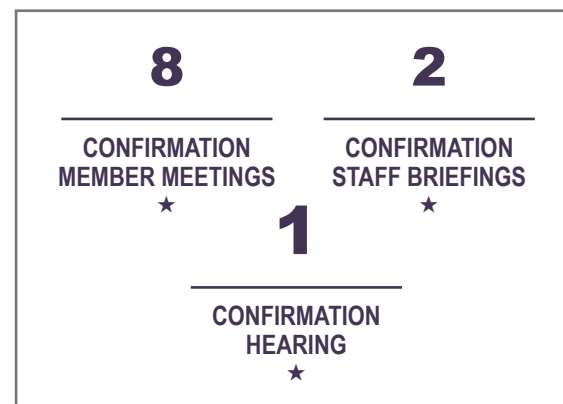 8
CONFIRMATION
MEMBER MEETINGS
★
2
CONFIRMATION
STAFF BRIEFINGS
★
1
CONFIRMATION
HEARING
★